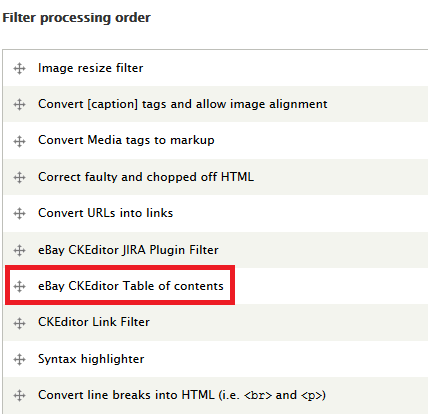 Filter processing order
Image resize filter
Convert [caption] tags and allow image alignment
Convert Media tags to markup
Correct faulty and chopped off HTML
Convert URLs into links
eBay CKEditor JIRA Plugin Filter
eBay CKEditor Table of contents
CKEditor Link Filter
Syntax highlighter
Convert line breaks into HTML (i.e. <br> and <p>)